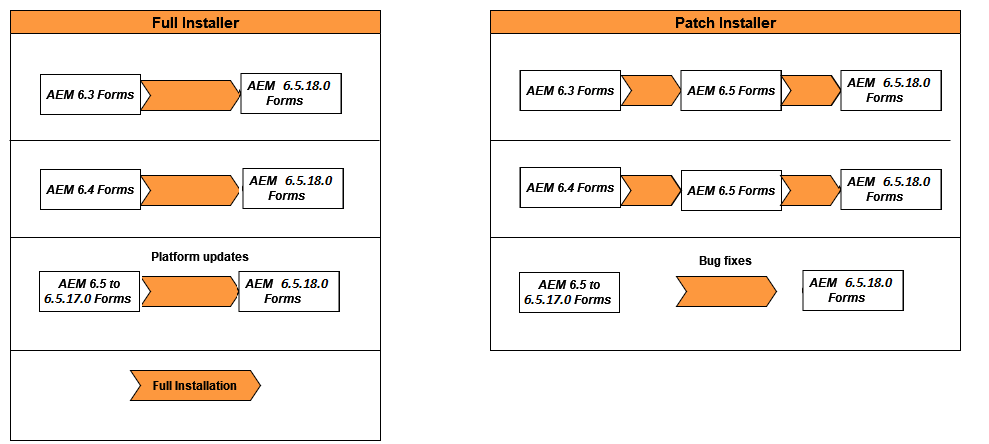 Full Installer
AEM 6.3 Forms
AEM 6.5.18.0
Forms
AEM 6.4 Forms
AEM 6.5.18.0
Forms
Platform updates
AEM 6.5 to
6.5.17.0 Forms
AEM 6.5.18.0
Forms
Full Installation
Patch Installer
AEM 6.3 Forms
AEM 6.5 Forms
AEM 6.5.18.0
Forms
AEM 6.4 Forms
AEM 6.5 Forms
AEM 6.5.18.0
Forms
Bug fixes
AEM 6.5 to
6.5.17.0 Forms
AEM 6.5.18.0
Forms